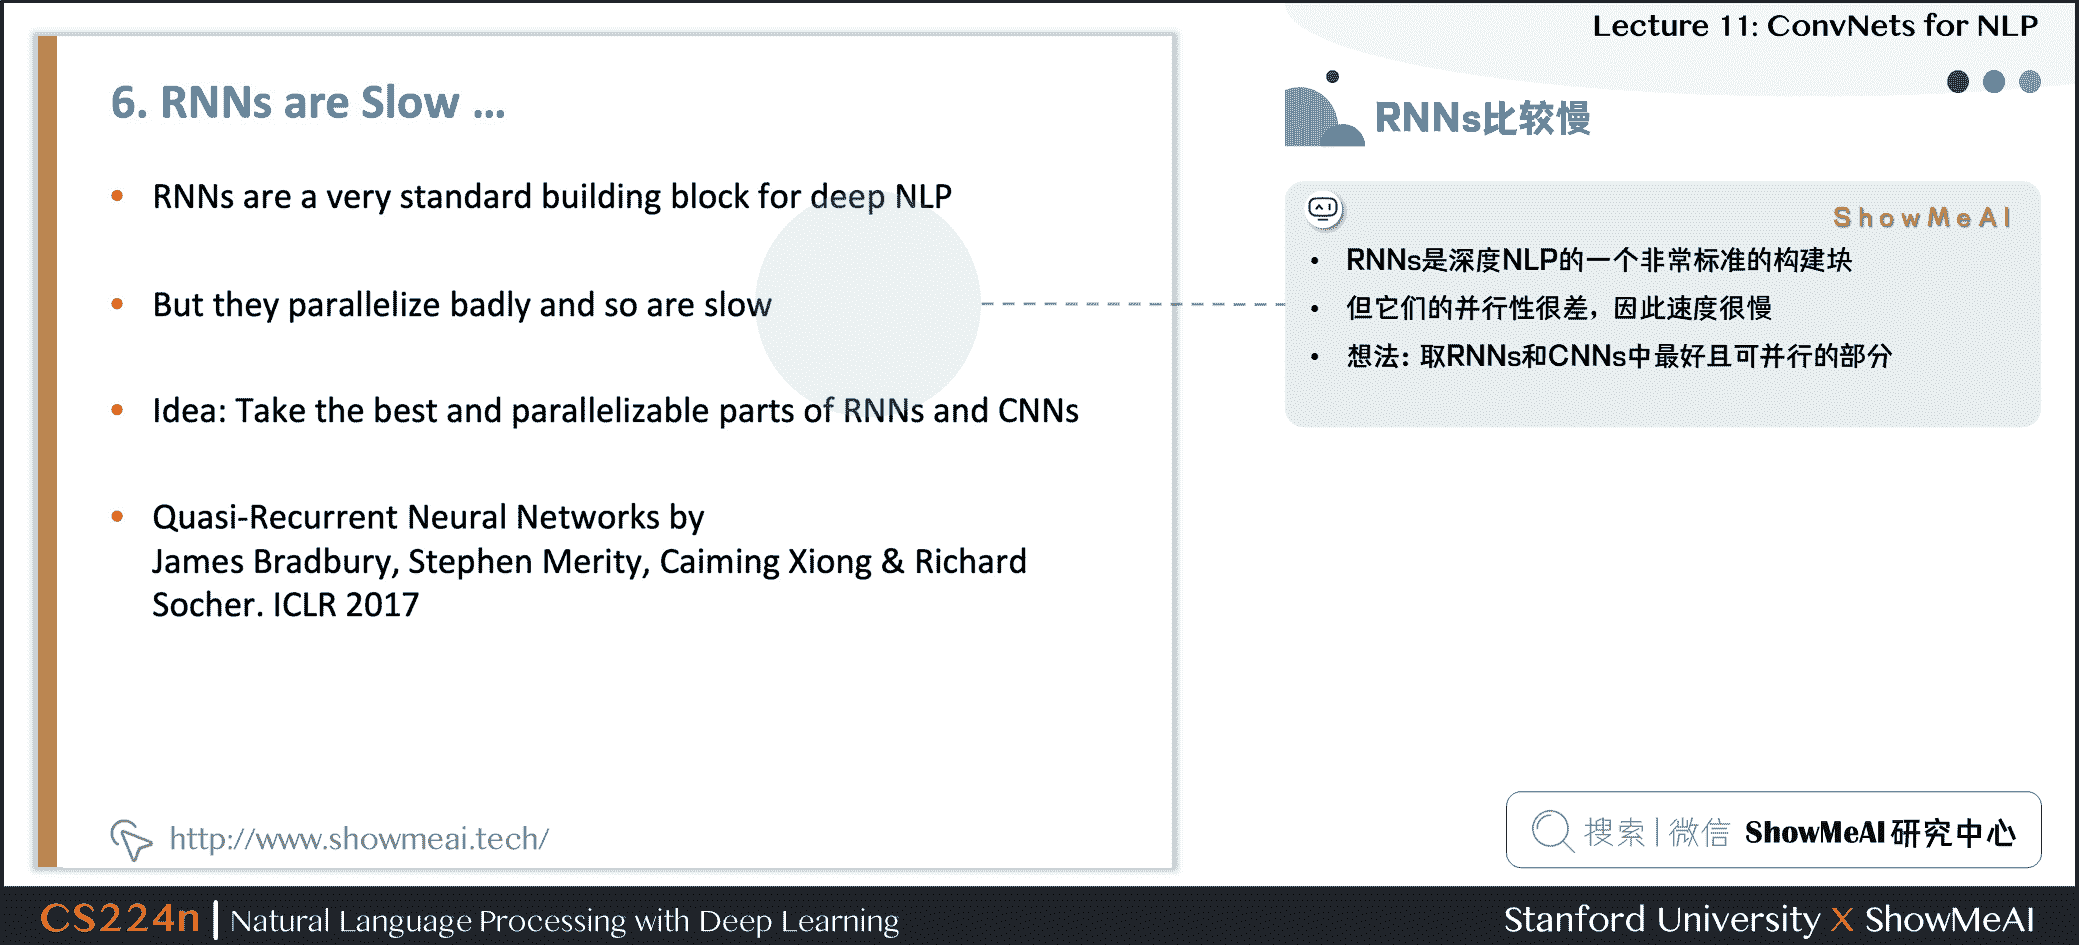 Lecture 11: ConvNets for NLP
6. RNNs are Slow ...
• RNNs are a very standard building block for deep NLP
• But they parallelize badly and so are slow
• Idea: Take the best and parallelizable parts of RNNs and CNNs
• Quasi-Recurrent Neural Networks by
James Bradbury, Stephen Merity, Caiming Xiong & Richard
Socher. ICLR 2017
http://www.showmeai.tech/
RNNs比较慢
ShowMeAI
• RNNs是深度NLP的一个非常标准的构建块
• 但它们的并行性很差，因此速度很慢
• 想法：取RNNs和CNNs中最好且可并行的部分
搜索 | 微信 ShowMeAI 研究中心
CS224n | Natural Language Processing with Deep Learning
Stanford University X ShowMeAI